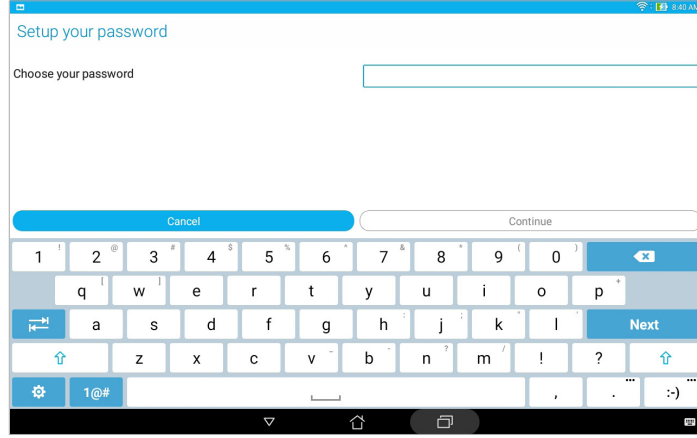 8:40 AM
Setup your password
Choose your password
Cancel
Continue
1 ! 2 @ 3 # 4 $ 5 % 6 ^ 7 & 8 * 9 ( 0 )
q [ w ] e r t y u i o p +
a s d f g h : j ; k " l ' Next
z x c v - b - n ? m / ! ?
1@# , . ... :-) ...